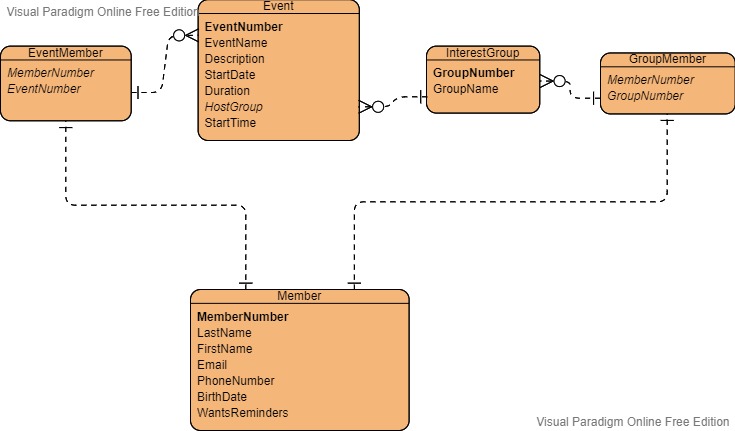 Visual Paradigm Online Free Edition
EventMember
MemberNumber
EventNumber
Event
EventNumber
EventName
Description
StartDate
Duration
HostGroup
StartTime
InterestGroup
GroupNumber
GroupName
GroupMember
MemberNumber
GroupNumber
Member
MemberNumber
LastName
FirstName
Email
PhoneNumber
BirthDate
WantsReminders
Visual Paradigm Online Free Edition